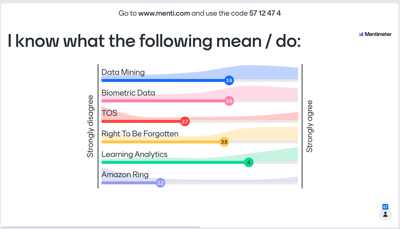 Go to www.menti.com and use the code 57 12 47 4
I know what the following mean / do:
Mentimeter
Strongly disagree
Data Mining
3.6
Biometric Data
3.6
TOS
2.7
Right To Be Forgotten
3.5
Learning Analytics
4
Amazon Ring
2.2
Strongly agree